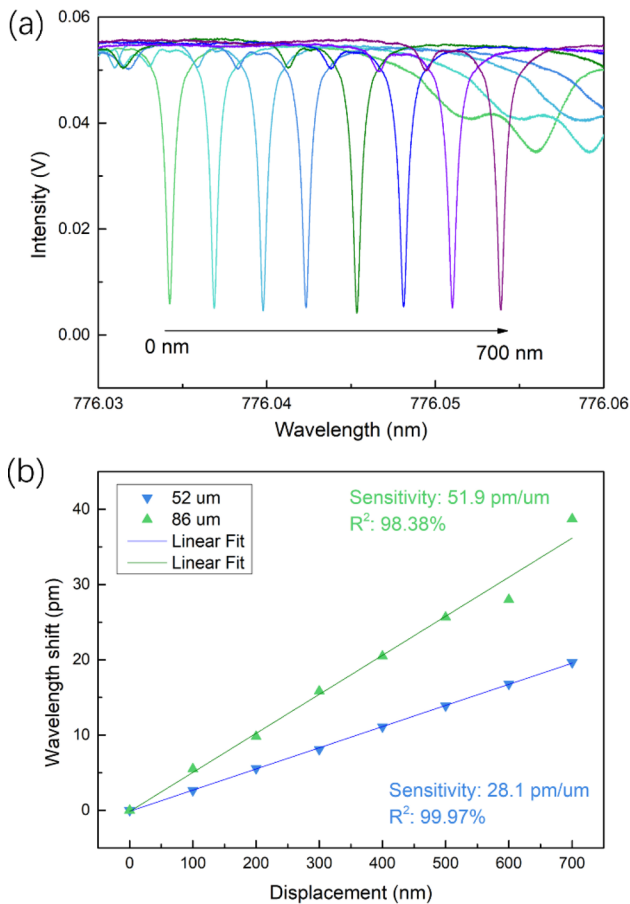 (a)
0.06
0.04
0.02
0.00
Intensity (V)
0 nm
700 nm
776.03
776.04
776.05
776.06
Wavelength (nm)
(b)
52 um
86 um
Linear Fit
Linear Fit
Sensitivity: 51.9 pm/um
R²: 98.38%
40
30
20
10
0
Wavelength shift (pm)
Sensitivity: 28.1 pm/um
R²: 99.97%
0
100
200
300
400
500
600
700
Displacement (nm)